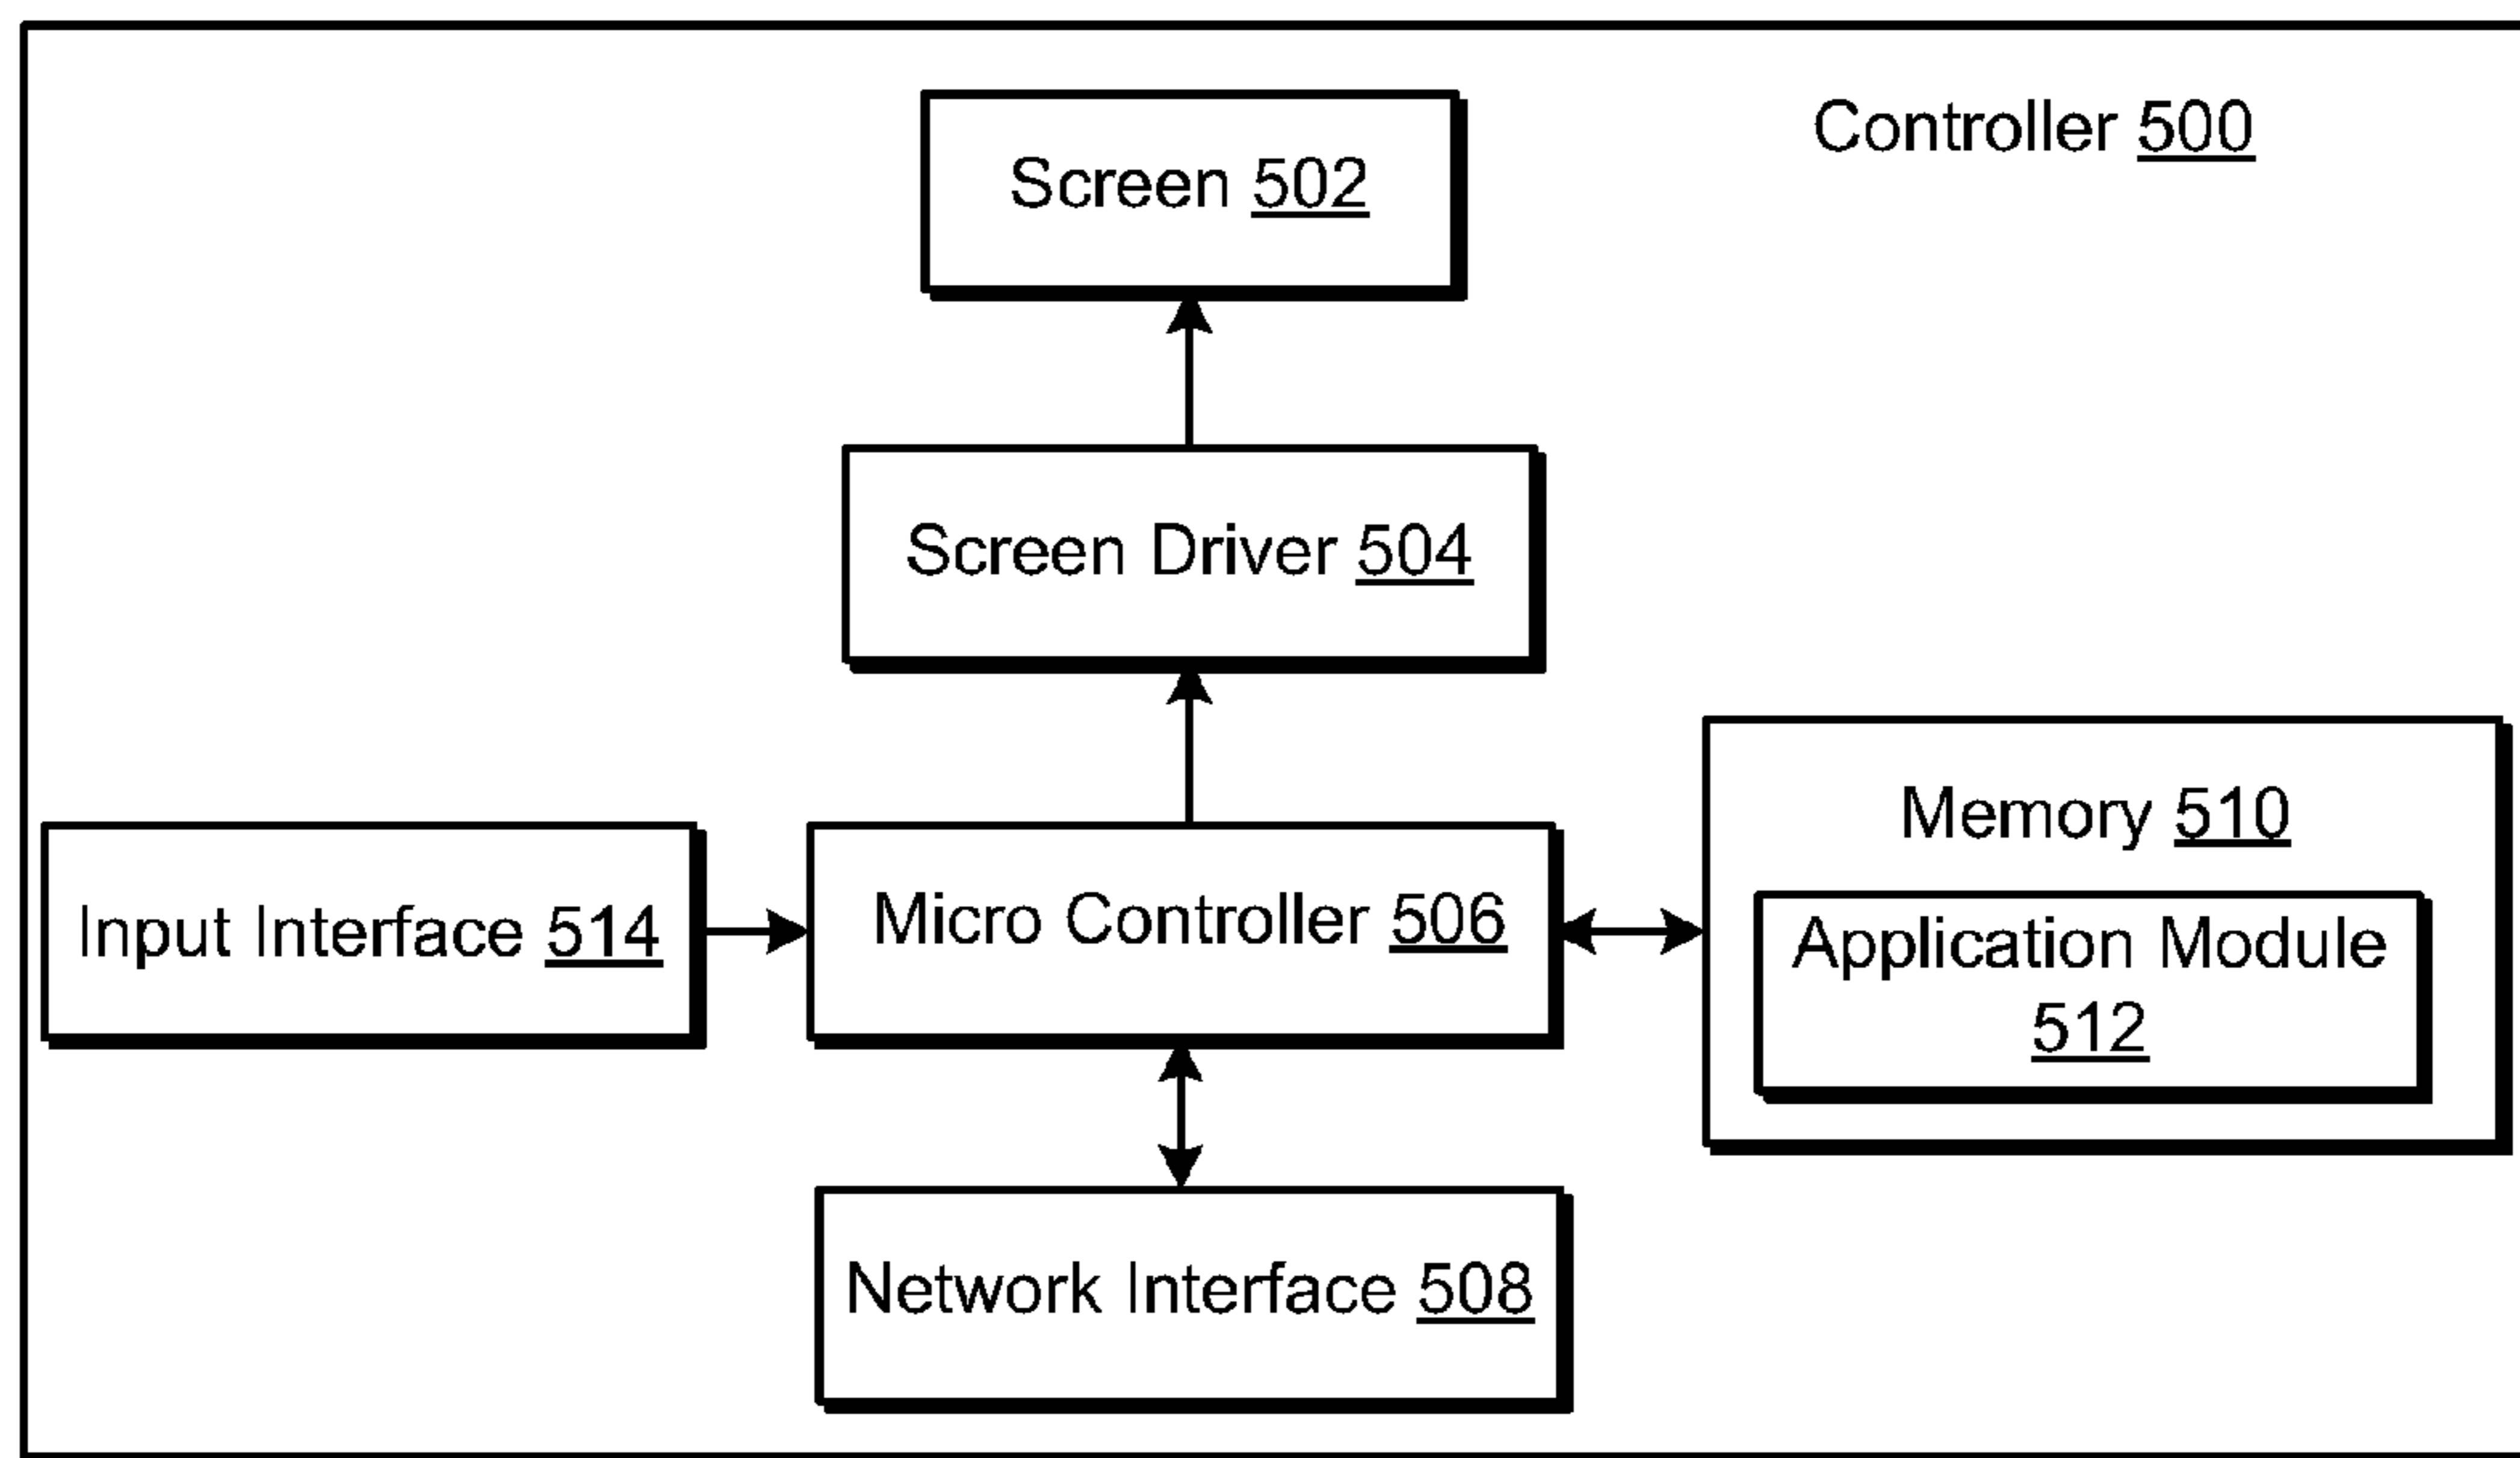 Controller 500
Screen 502
Screen Driver 504
Memory 510
Input Interface 514
Micro Controller 506
Application Module
512
Network Interface 508